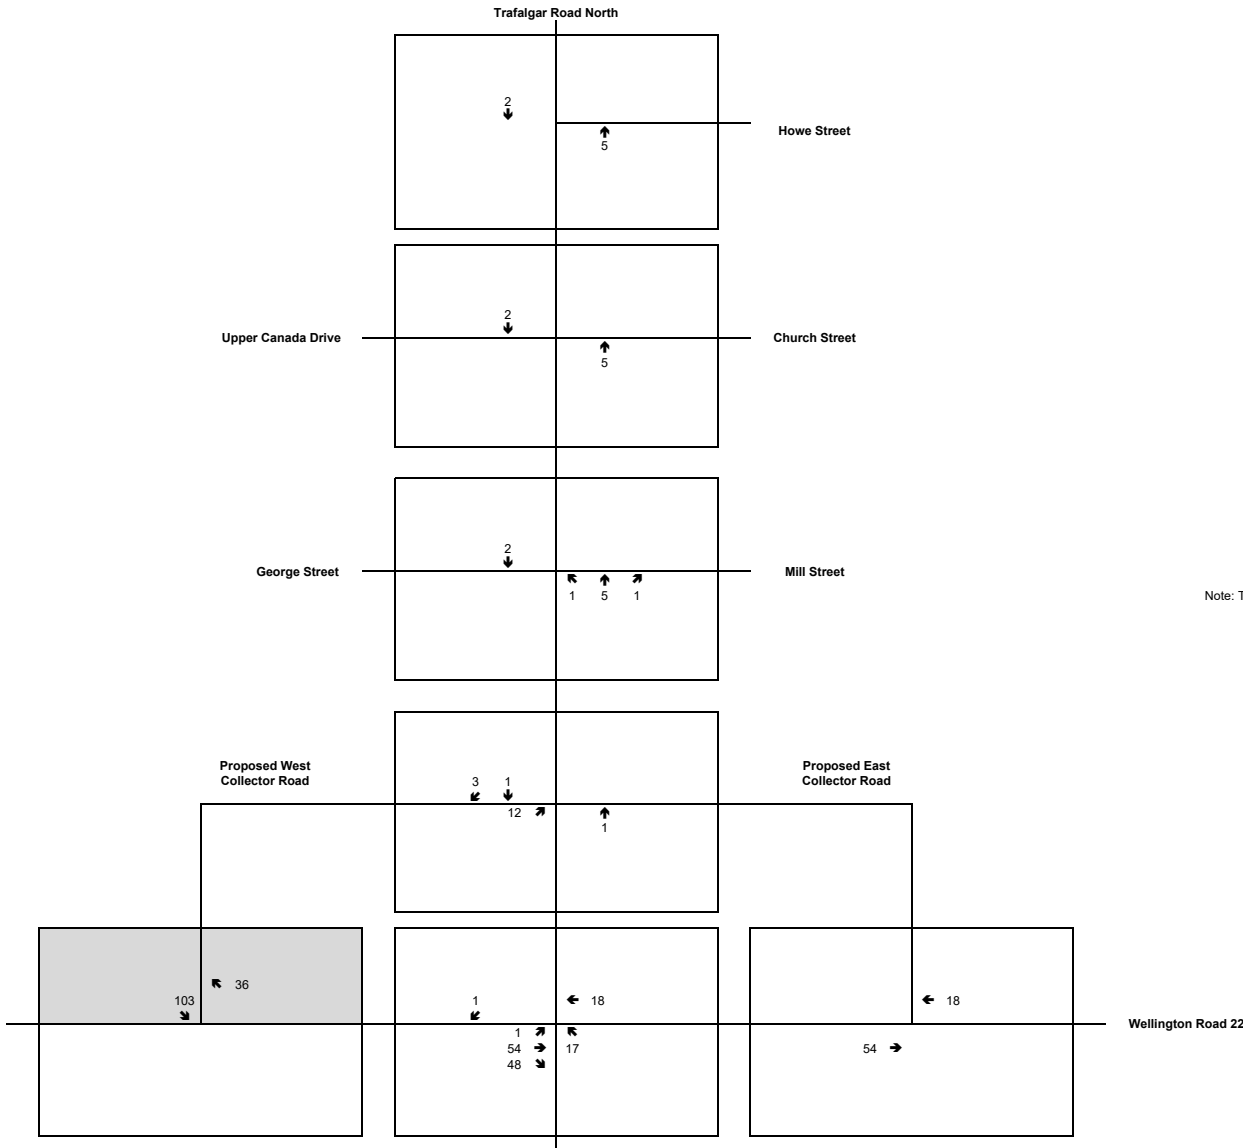 Trafalgar Road North
2
Howe Street
5
2
Upper Canada Drive
Church Street
5
2
George Street
Mill Street
1 5 1
Note: T
Proposed West
Collector Road
Proposed East
Collector Road
3 1
12
1
36
103
1
18
18
1
54
17
48
54
Wellington Road 22